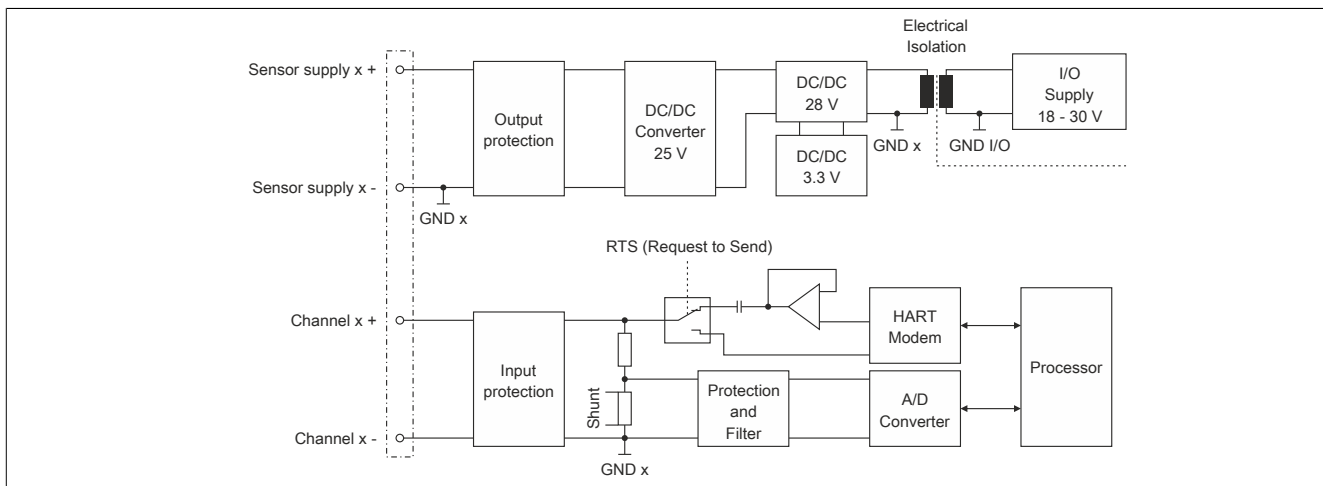 Electrical
Isolation
Sensor supply x +
Output
protection
DC/DC
Converter
25 V
DC/DC
28 V
I/O
Supply
18 - 30 V
GND x
GND I/O
DC/DC
3.3 V
Sensor supply x -
GND x
RTS (Request to Send)
Channel x +
HART
Modem
Input
protection
Processor
Shunt
Protection
and
Filter
A/D
Converter
Channel x -
GND x